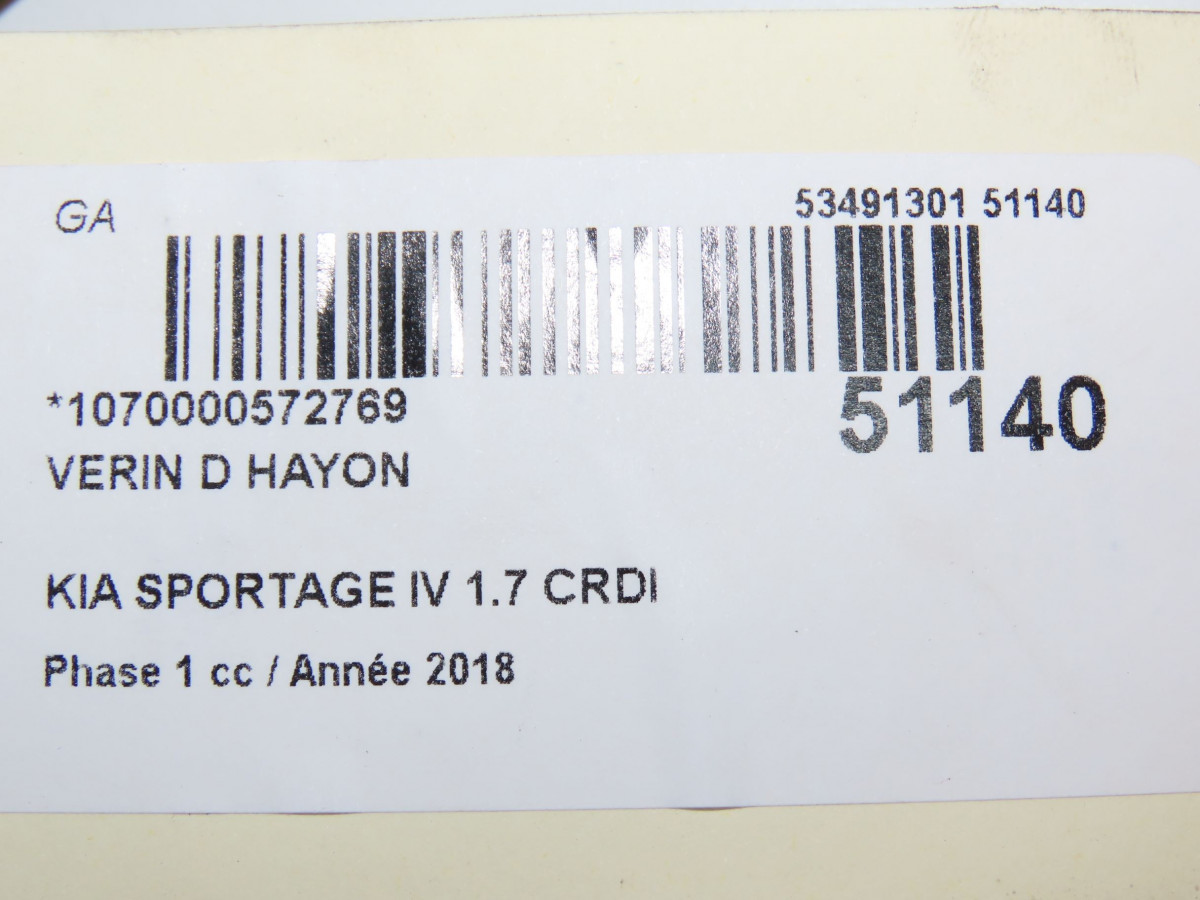 GA
53491301 51140
*1070000572769
51140
VERIN D HAYON
KIA SPORTAGE IV 1.7 CRDI
Phase 1 cc / Année 2018